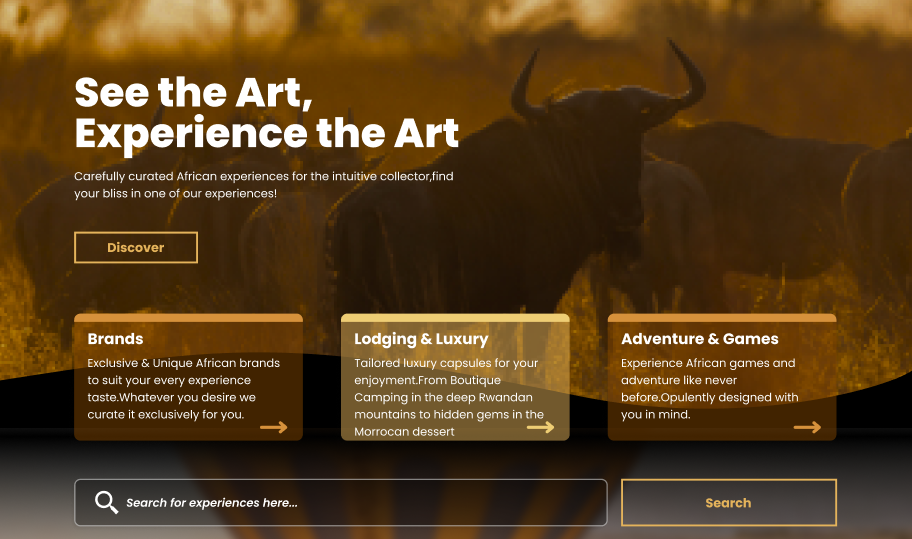 See the Art,
Experience the Art
Carefully curated African experiences for the intuitive collector,find
your bliss in one of our experiences!
Discover
Brands
Exclusive & Unique African brands
to suit your every experience
taste.Whatever you desire we
curate it exclusively for you.
Lodging & Luxury
Tailored luxury capsules for your
enjoyment.From Boutique
Camping in the deep Rwandan
mountains to hidden gems in the
Morrocan dessert
Adventure & Games
Experience African games and
adventure like never
before.Opulently designed with
you in mind.
Search for experiences here...
Search